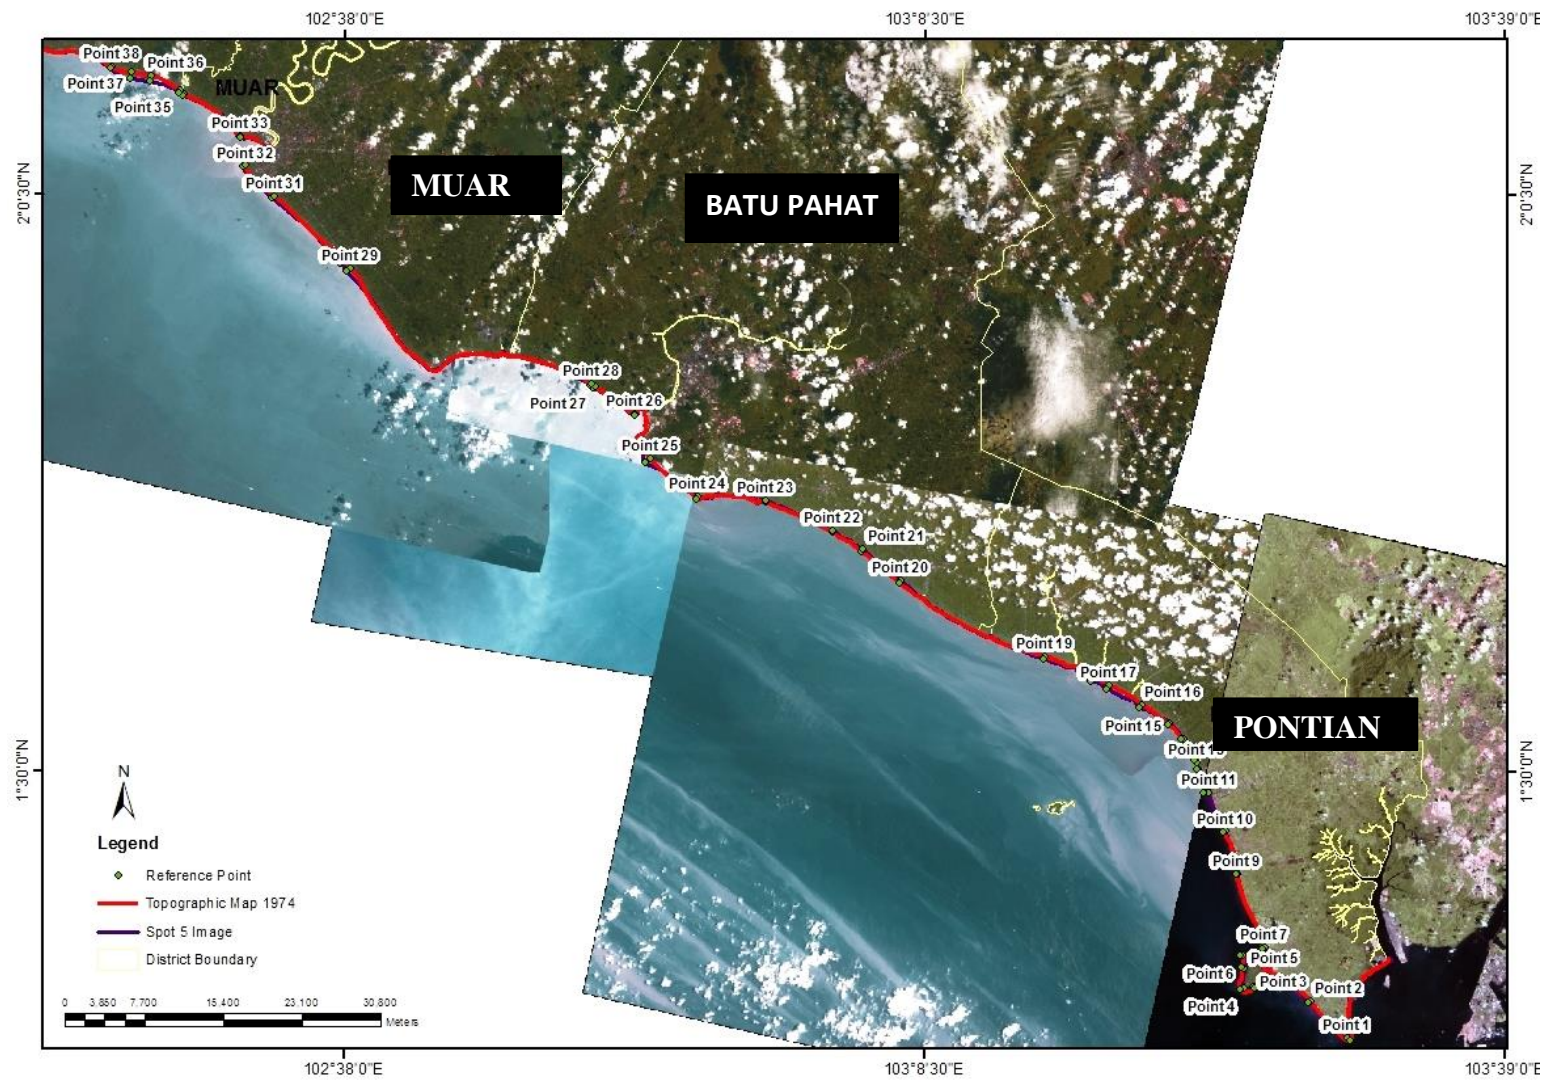 102°38'0"E
103°8'30"E
103°39'0"E
Point 38
Point 36
Point 37
MUAR
Point 35
Point 33
Point 32
Point 31
MUAR
BATU PAHAT
2°0'30"N
2°0'30"N
Point 29
Point 28
Point 27
Point 26
Point 25
Point 24
Point 23
Point 22
Point 21
Point 20
Point 19
Point 17
Point 16
Point 15
PONTIAN
1°30'0"N
1°30'0"N
Point 11
Point 10
Point 9
Point 7
Point 5
Point 6
Point 3
Point 2
Point 4
Point 1
N
Legend
Reference Point
Topographic Map 1974
Spot 5 Image
District Boundary
0 3.850 7.700 15.400 23.100 30.800
Meters
102°38'0"E
103°8'30"E
103°39'0"E